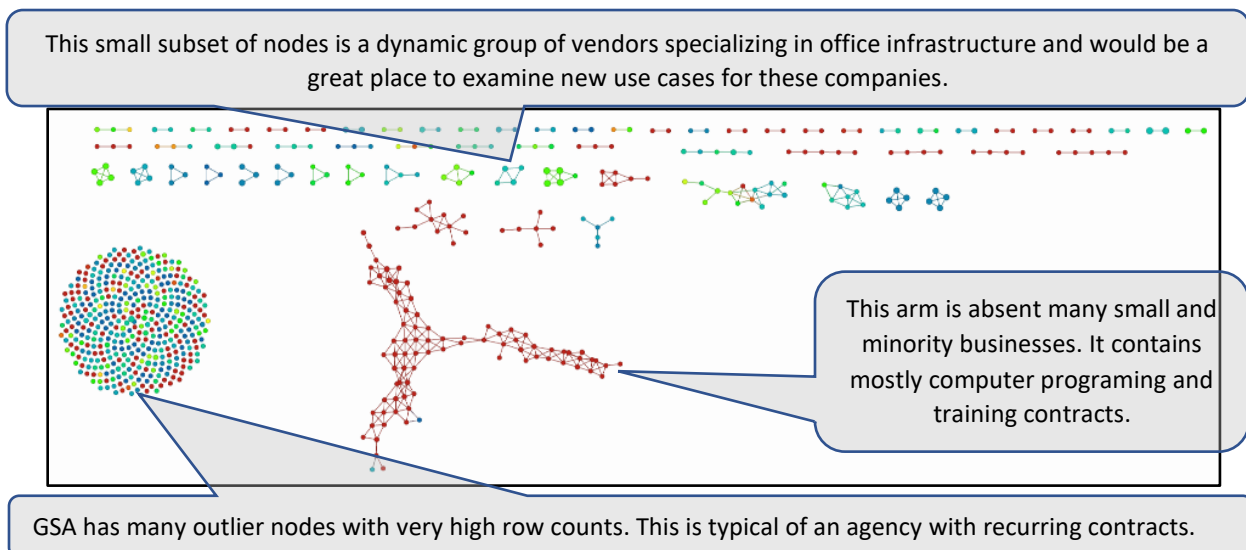 This small subset of nodes is a dynamic group of vendors specializing in office infrastructure and would be a
great place to examine new use cases for these companies.
This arm is absent many small and
minority businesses. It contains
mostly computer programing and
training contracts.
GSA has many outlier nodes with very high row counts. This is typical of an agency with recurring contracts.